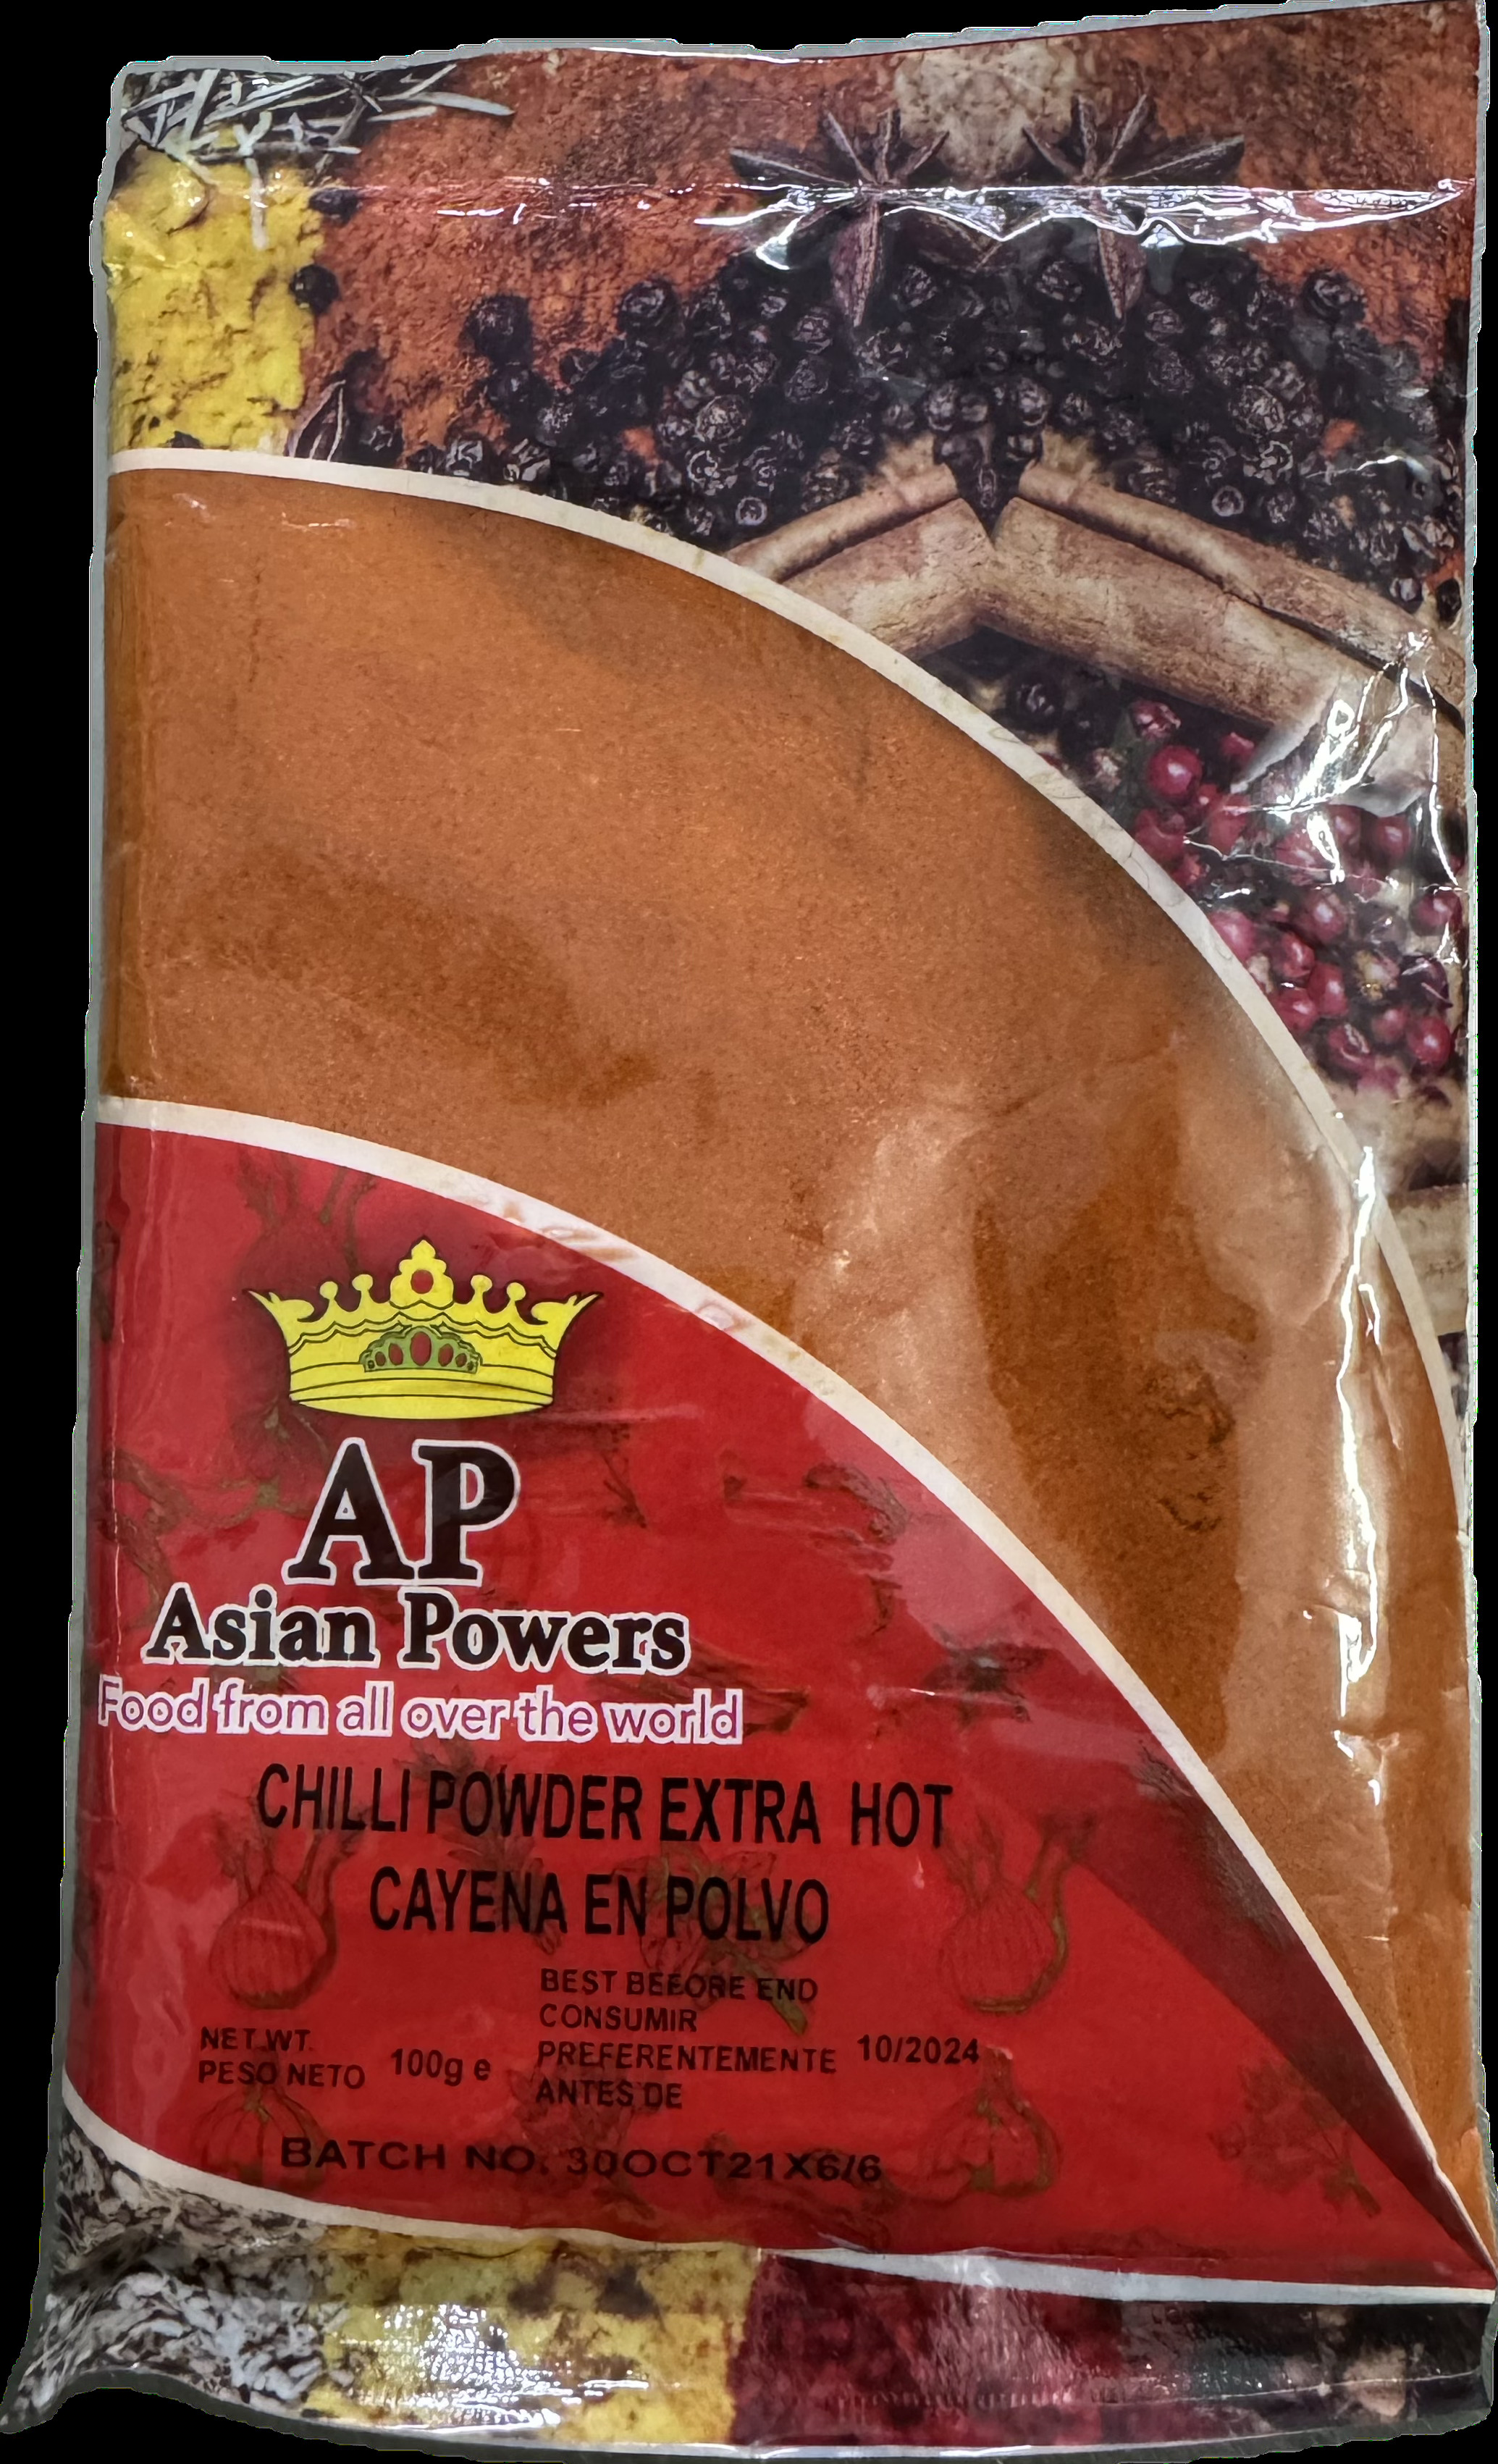 AP
Asian Powers
Food from all over the world
CHILLI POWDER EXTRA HOT
CAYENA EN POLVO
BEST BEFORE END
CONSUMIR
PREFERENTEMENTE 10/2024
ANTES DE
NET.WT.
PESO NETO 100g e
BATCH NO. 30OCT21X6/6